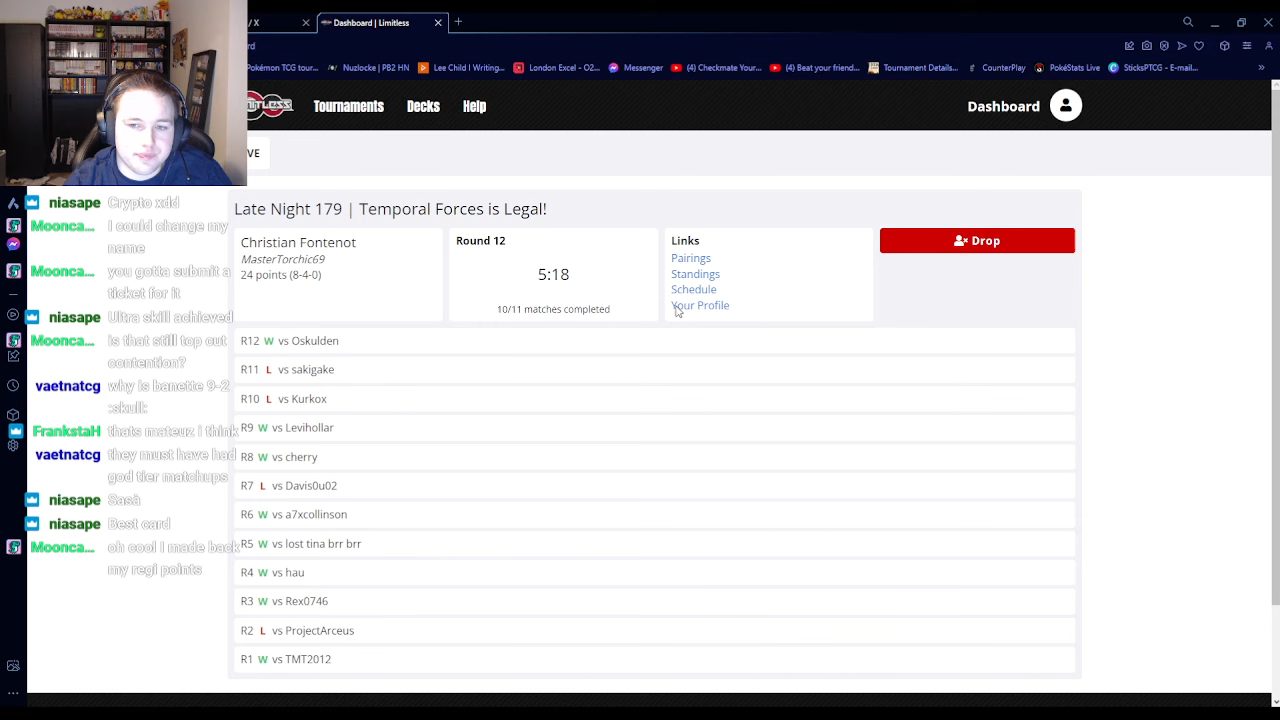 / X
Dashboard | Limitless
rd
Pokémon TCG tour...
Nuzlocke | PB2 HN
Lee Child I Writing...
London Excel - O2...
Messenger
(4) Checkmate Your...
(4) Beat your friend...
Tournament Details...
CounterPlay
PokéStats Live
SticksPTCG - E-mail...
Tournaments
Decks
Help
Dashboard
VE
Late Night 179 | Temporal Forces is Legal!
Christian Fontenot
MasterTorchic69
24 points (8-4-0)
Round 12
5:18
10/11 matches completed
Links
Pairings
Standings
Schedule
Your Profile
Drop
R12 W vs Oskulden
R11 L vs sakigake
R10 L vs Kurkox
R9 W vs Levihollar
R8 W vs cherry
R7 L vs Davis0u02
R6 W vs a7xcollinson
R5 W vs lost tina brr brr
R4 W vs hau
R3 W vs Rex0746
R2 L vs ProjectArceus
R1 W vs TMT2012
niasape Crypto xdd
Moonca... I could change my
name
Moonca... you gotta submit a
ticket for it
niasape Ultra skill achieved
Moonca... Is that still top cut
contention?
vaetnatcg why is banette 9-2
:skull:
FrankstaH thats mateuz i think
vaetnatcg they must have had
god tier matchups
niasape Sasà
niasape Best card
Moonca... oh cool I made back
my regi points